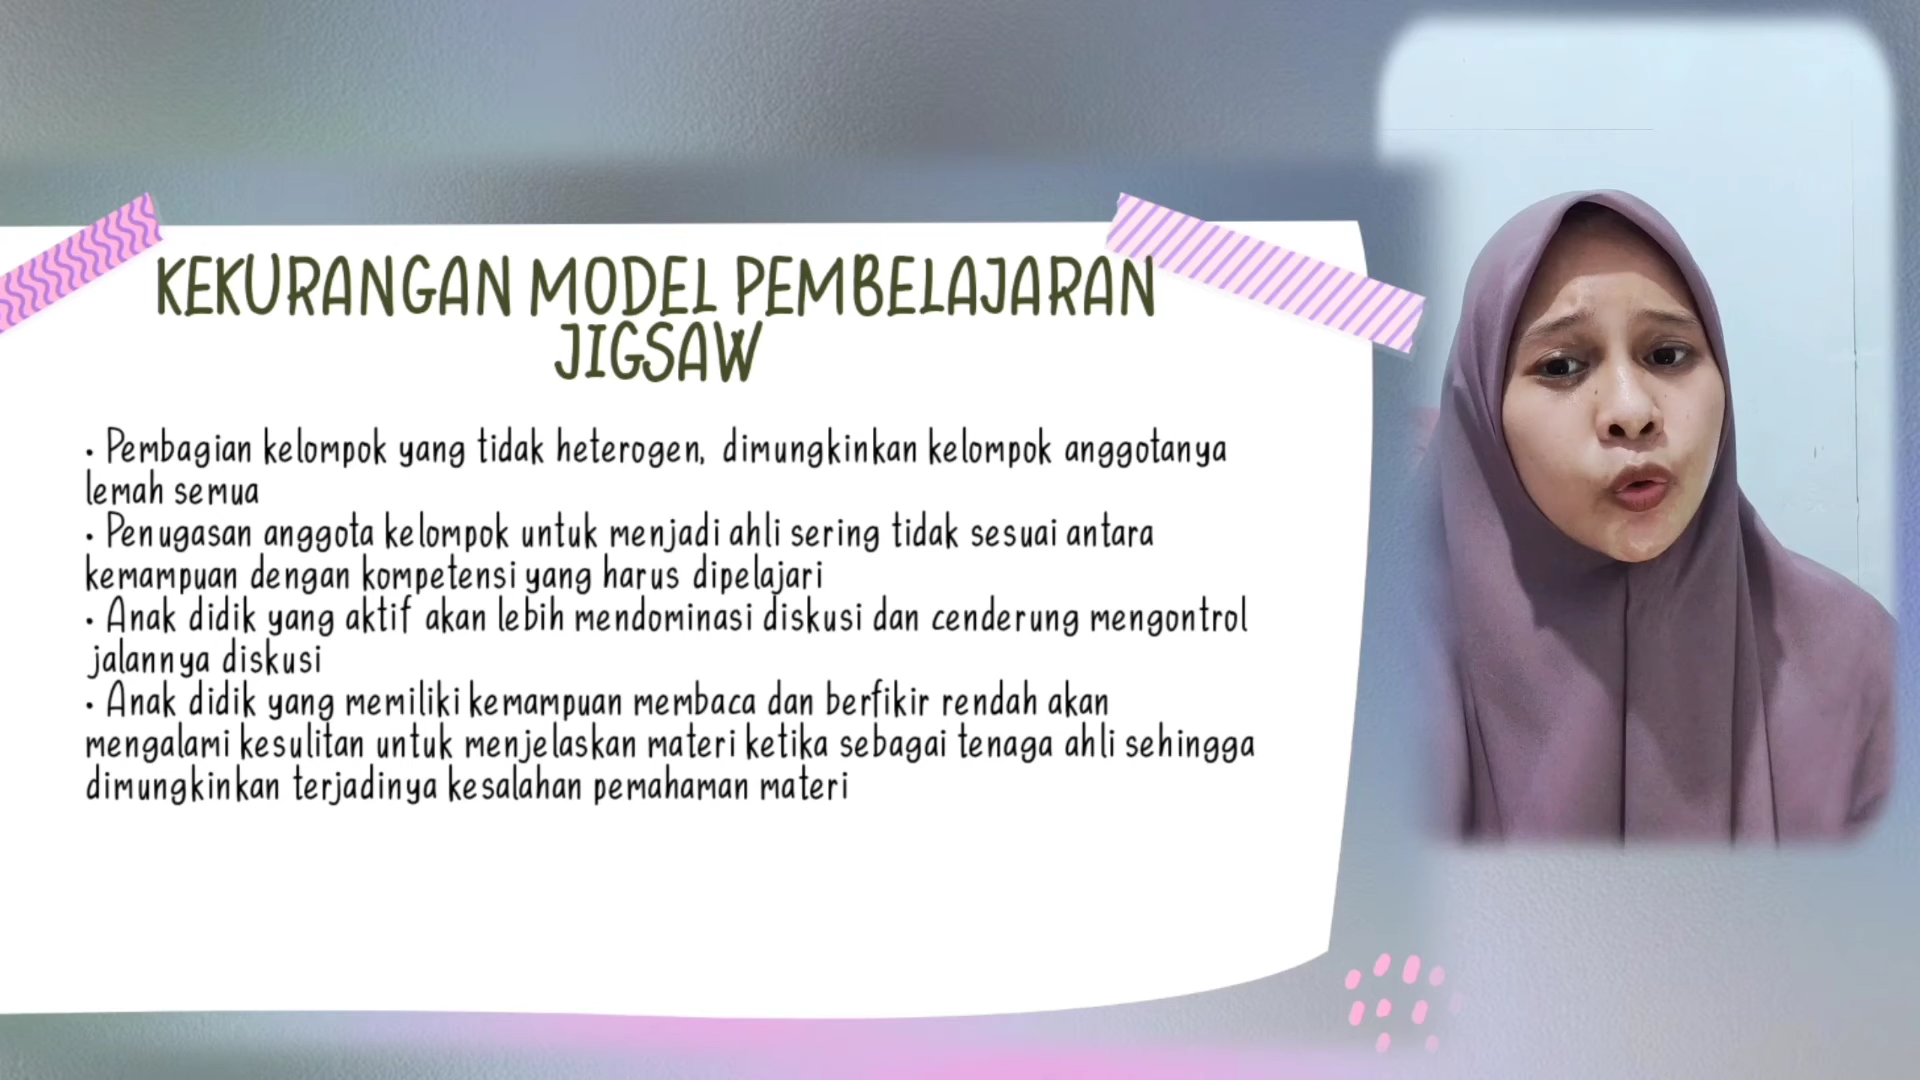 KEKURANGAN MODEL PEMBELAJARAN
JIGSAW
• Pembagian kelompok yang tidak heterogen, dimungkinkan kelompok anggotanya
lemah semua
• Penugasan anggota kelompok untuk menjadi ahli sering tidak sesuai antara
kemampuan dengan kompetensi yang harus dipelajari
• Anak didik yang aktif akan lebih mendominasi diskusi dan cenderung mengontrol
jalannya diskusi
• Anak didik yang memiliki kemampuan membaca dan berfikir rendah akan
mengalami kesulitan untuk menjelaskan materi ketika sebagai tenaga ahli sehingga
dimungkinkan terjadinya kesalahan pemahaman materi